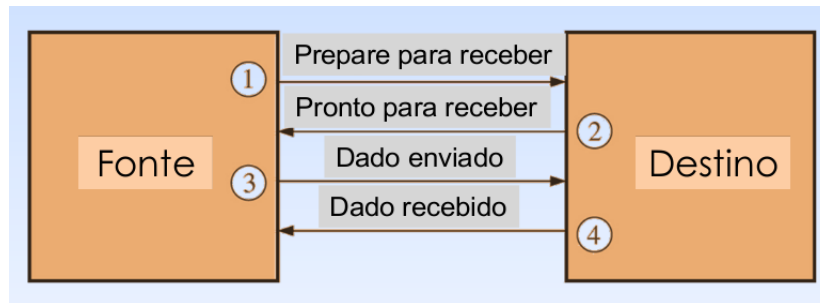 Prepare para receber
1
Pronto para receber
2
Fonte
Dado enviado
Destino
3
Dado recebido
4